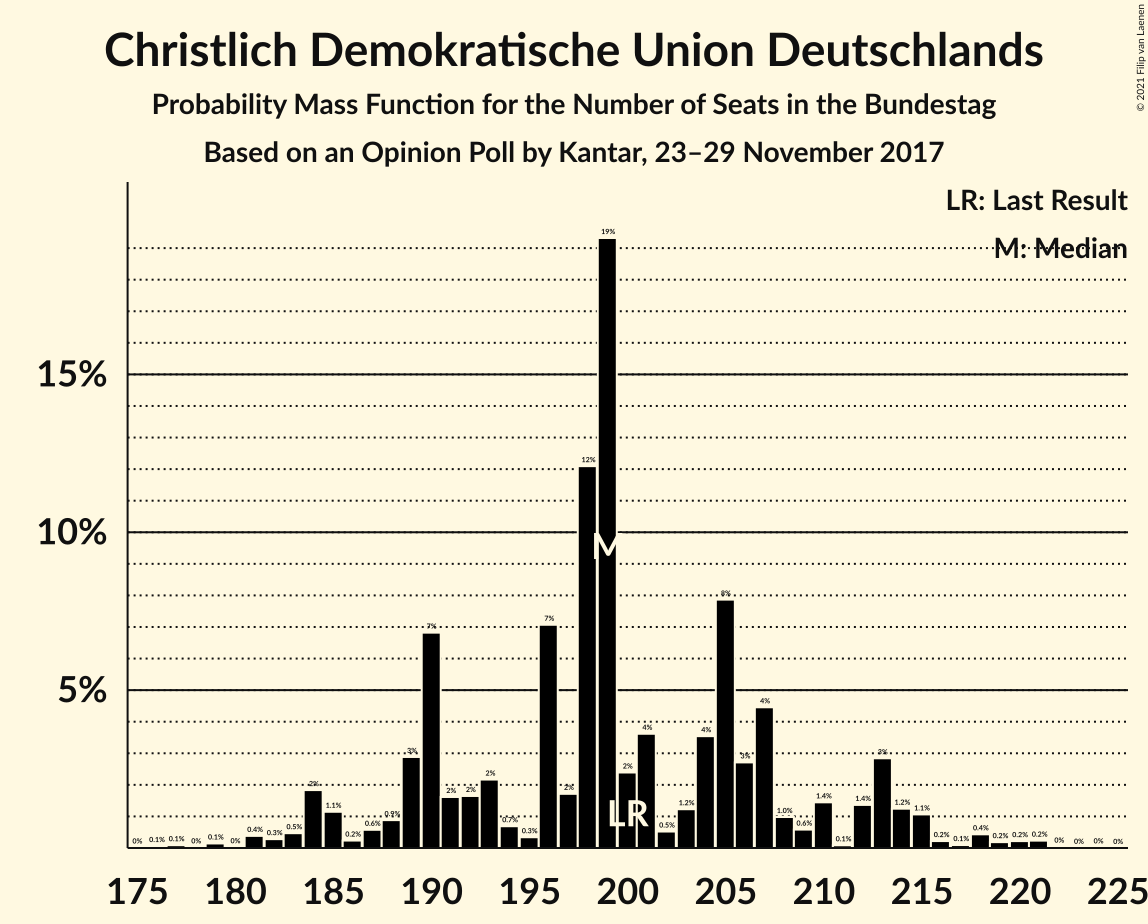 Christlich Demokratische Union Deutschlands
Probability Mass Function for the Number of Seats in the Bundestag
Based on an Opinion Poll by Kantar, 23–29 November 2017
© 2021 Filip van Laenen
LR: Last Result
M: Median
15%
10%
5%
0% 0.1% 0.1% 0% 0.1% 0% 0.4% 0.3% 0.5% 2% 1.1% 0.2% 0.6% 0.9% 3% 7% 2% 2% 2% 0.7% 0.3% 7% 2% 12% 19% 2% 4% 0.5% 1.2% 4% 8% 3% 4% 1.0% 0.6% 1.4% 0.1% 1.4% 3% 1.2% 1.1% 0.2% 0.1% 0.4% 0.2% 0.2% 0.2% 0% 0% 0% 0%
M
LR
175 180 185 190 195 200 205 210 215 220 225